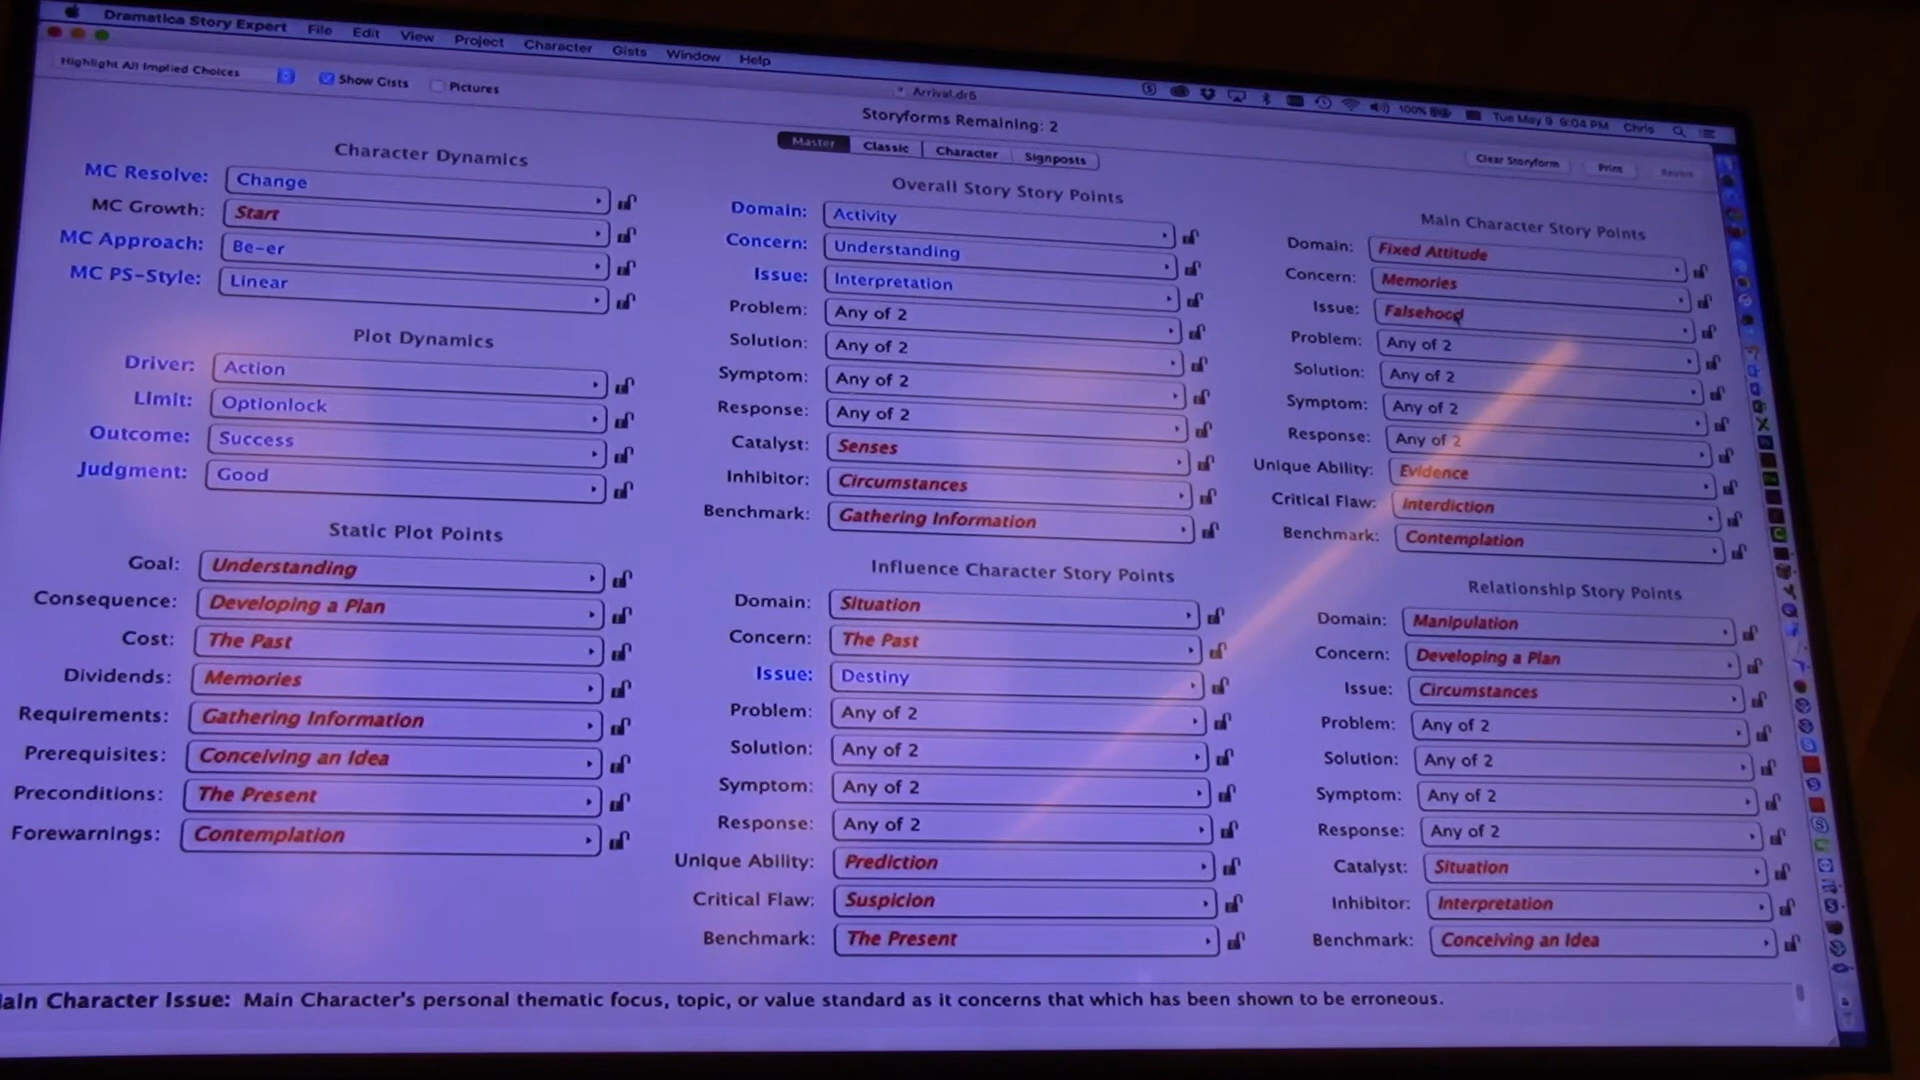 Dramatica Story Expert File Edit View Project Character Gists Window Help
100% Tue May 9 9:04 PM Chris
Highlight All Implied Choices Show Gists Pictures
Arrival.dr5
Storyforms Remaining: 2
Master Classic Character Signposts
Clear Storyform Print
Character Dynamics
MC Resolve: Change
MC Growth: Start
MC Approach: Be-er
MC PS-Style: Linear
Plot Dynamics
Driver: Action
Limit: Optionlock
Outcome: Success
Judgment: Good
Static Plot Points
Goal: Understanding
Consequence: Developing a Plan
Cost: The Past
Dividends: Memories
Requirements: Gathering Information
Prerequisites: Conceiving an Idea
Preconditions: The Present
Forewarnings: Contemplation
Overall Story Story Points
Domain: Activity
Concern: Understanding
Issue: Interpretation
Problem: Any of 2
Solution: Any of 2
Symptom: Any of 2
Response: Any of 2
Catalyst: Senses
Inhibitor: Circumstances
Benchmark: Gathering Information
Influence Character Story Points
Domain: Situation
Concern: The Past
Issue: Destiny
Problem: Any of 2
Solution: Any of 2
Symptom: Any of 2
Response: Any of 2
Unique Ability: Prediction
Critical Flaw: Suspicion
Benchmark: The Present
Main Character Story Points
Domain: Fixed Attitude
Concern: Memories
Issue: Falsehood
Problem: Any of 2
Solution: Any of 2
Symptom: Any of 2
Response: Any of 2
Unique Ability: Evidence
Critical Flaw: Interdiction
Benchmark: Contemplation
Relationship Story Points
Domain: Manipulation
Concern: Developing a Plan
Issue: Circumstances
Problem: Any of 2
Solution: Any of 2
Symptom: Any of 2
Response: Any of 2
Catalyst: Situation
Inhibitor: Interpretation
Benchmark: Conceiving an Idea
ain Character Issue: Main Character's personal thematic focus, topic, or value standard as it concerns that which has been shown to be erroneous.